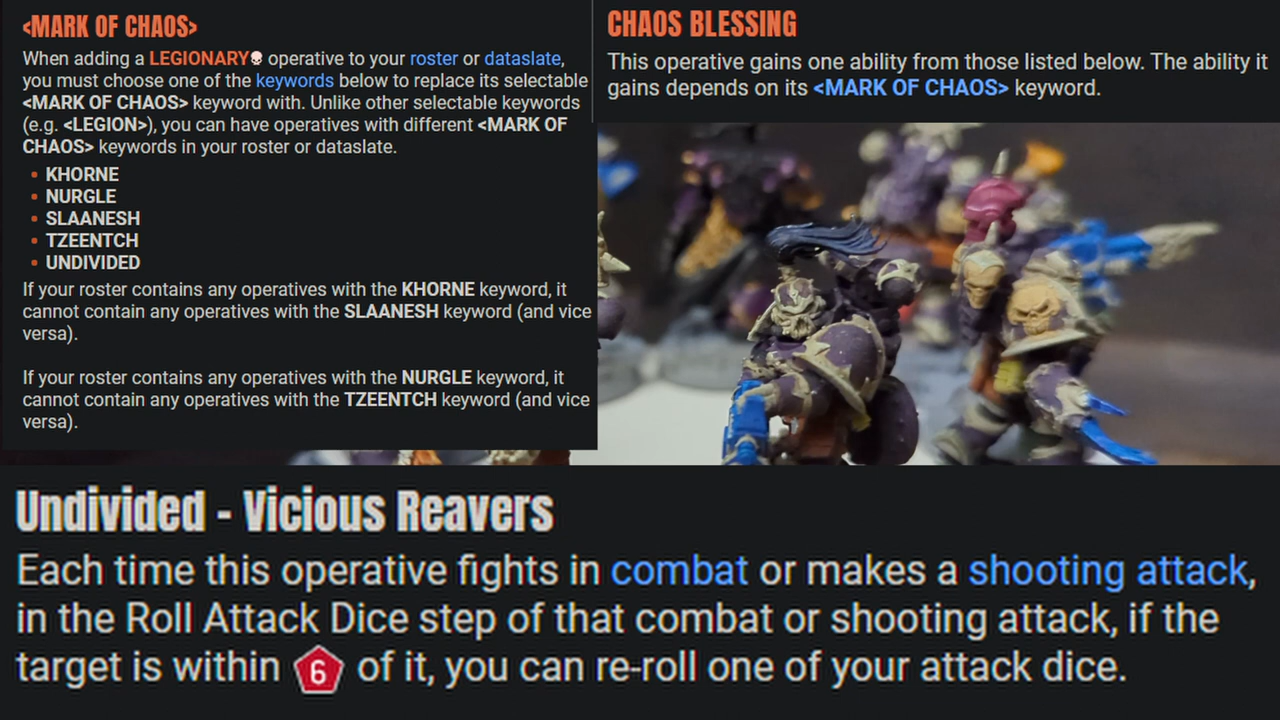 <MARK OF CHAOS>
When adding a LEGIONARY💀 operative to your roster or dataslate,
you must choose one of the keywords below to replace its selectable
<MARK OF CHAOS> keyword with. Unlike other selectable keywords
(e.g. <LEGION>), you can have operatives with different <MARK OF
CHAOS> keywords in your roster or dataslate.
• KHORNE
• NURGLE
• SLAANESH
• TZEENTCH
• UNDIVIDED
If your roster contains any operatives with the KHORNE keyword, it
cannot contain any operatives with the SLAANESH keyword (and vice
versa).
If your roster contains any operatives with the NURGLE keyword, it
cannot contain any operatives with the TZEENTCH keyword (and vice
versa).
CHAOS BLESSING
This operative gains one ability from those listed below. The ability it
gains depends on its <MARK OF CHAOS> keyword.
Undivided - Vicious Reavers
Each time this operative fights in combat or makes a shooting attack,
in the Roll Attack Dice step of that combat or shooting attack, if the
target is within 6 of it, you can re-roll one of your attack dice.